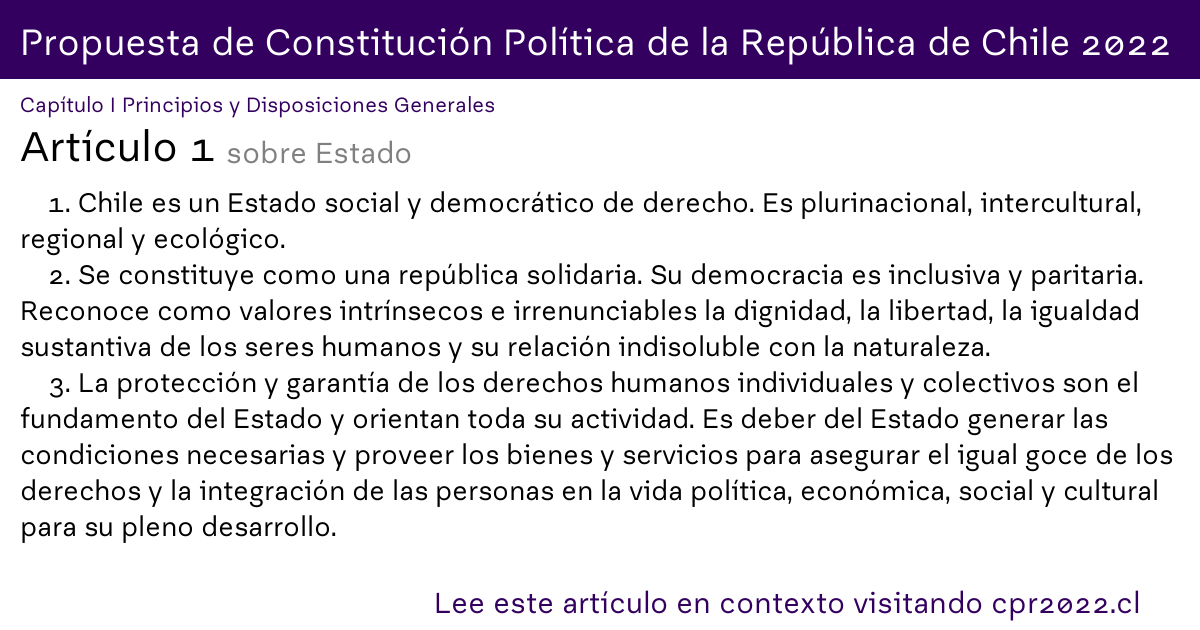 Propuesta de Constitución Política de la República de Chile 2022
Capítulo I Principios y Disposiciones Generales
Artículo 1 sobre Estado
1. Chile es un Estado social y democrático de derecho. Es plurinacional, intercultural,
regional y ecológico.
2. Se constituye como una república solidaria. Su democracia es inclusiva y paritaria.
Reconoce como valores intrínsecos e irrenunciables la dignidad, la libertad, la igualdad
sustantiva de los seres humanos y su relación indisoluble con la naturaleza.
3. La protección y garantía de los derechos humanos individuales y colectivos son el
fundamento del Estado y orientan toda su actividad. Es deber del Estado generar las
condiciones necesarias y proveer los bienes y servicios para asegurar el igual goce de los
derechos y la integración de las personas en la vida política, económica, social y cultural
para su pleno desarrollo.
Lee este artículo en contexto visitando cpr2022.cl